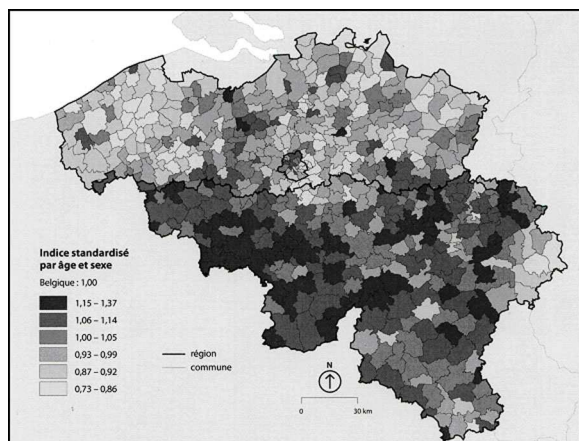 Indice standardisé
par âge et sexe
Belgique : 1,00
1,15 – 1,37
1,06 – 1,14
1,00 – 1,05
0,93 – 0,99
0,87 – 0,92
0,73 – 0,86
région
commune
N
0 30 km